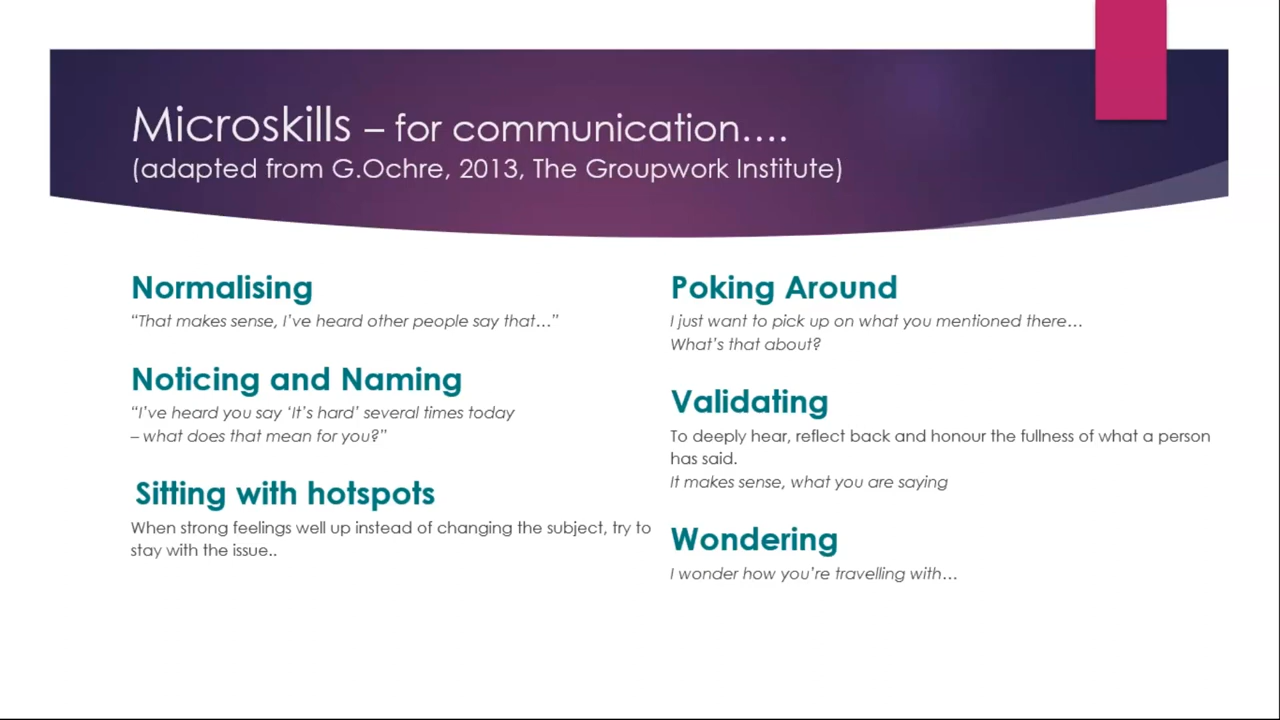 Microskills – for communication….
(adapted from G.Ochre, 2013, The Groupwork Institute)
Normalising
“That makes sense, I’ve heard other people say that…”
Noticing and Naming
“I’ve heard you say ‘It’s hard’ several times today
– what does that mean for you?”
Sitting with hotspots
When strong feelings well up instead of changing the subject, try to
stay with the issue..
Poking Around
I just want to pick up on what you mentioned there…
What’s that about?
Validating
To deeply hear, reflect back and honour the fullness of what a person
has said.
It makes sense, what you are saying
Wondering
I wonder how you’re travelling with…